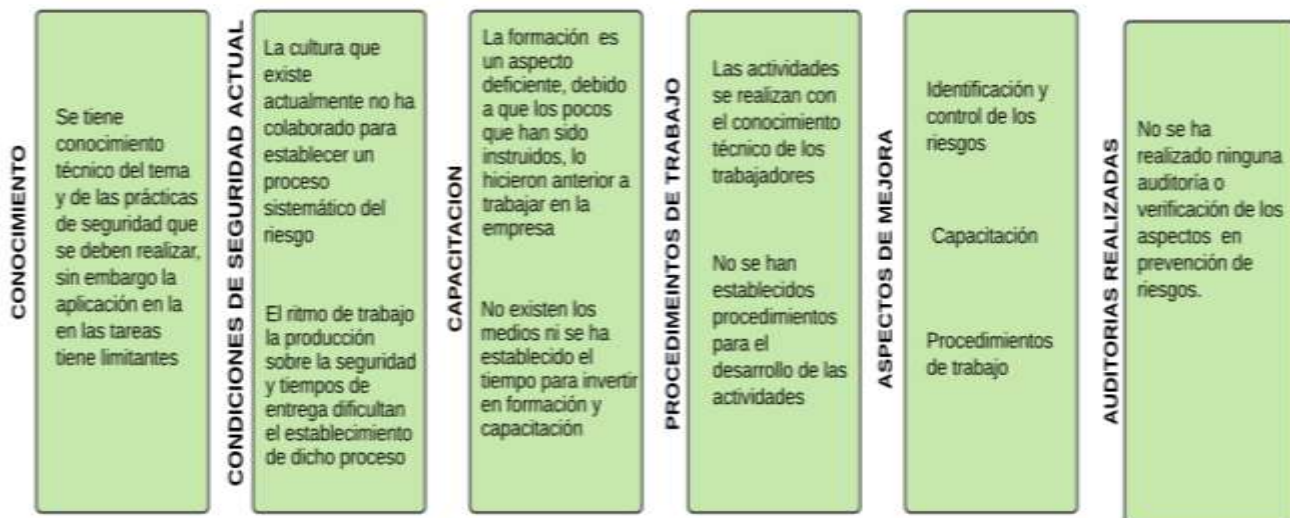 CONOCIMIENTO
Se tiene
conocimiento
técnico del tema
y de las prácticas
de seguridad que
se deben realizar,
sin embargo la
aplicación en la
en las tareas
tiene limitantes
CONDICIONES DE SEGURIDAD ACTUAL
La cultura que
existe
actualmente no ha
colaborado para
establecer un
proceso
sistemático del
riesgo
El ritmo de trabajo
la producción
sobre la seguridad
y tiempos de
entrega dificultan
el establecimiento
de dicho proceso
CAPACITACION
La formación es
un aspecto
deficiente, debido
a que los pocos
que han sido
instruidos, lo
hicieron anterior a
trabajar en la
empresa
No existen los
medios ni se ha
establecido el
tiempo para invertir
en formación y
capacitación
PROCEDIMEINTOS DE TRABAJO
Las actividades
se realizan con
el conocimiento
técnico de los
trabajadores
No se han
establecidos
procedimientos
para el
desarrollo de las
actividades
ASPECTOS DE MEJORA
Identificación y
control de los
riesgos
Capacitación
Procedimientos
de trabajo
AUDITORIAS REALIZADAS
No se ha
realizado ninguna
auditoría o
verificación de los
aspectos en
prevención de
riesgos.